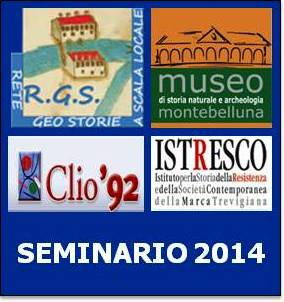 RETE
R.G.S.
GEO STORIE
A SCALA LOCALE
museo
di storia naturale e archeologia
montebelluna
Clio '92
ISTRESCO
Istituto per la Storia della Resistenza
e della Società Contemporanea
della Marca Trevigiana
SEMINARIO 2014